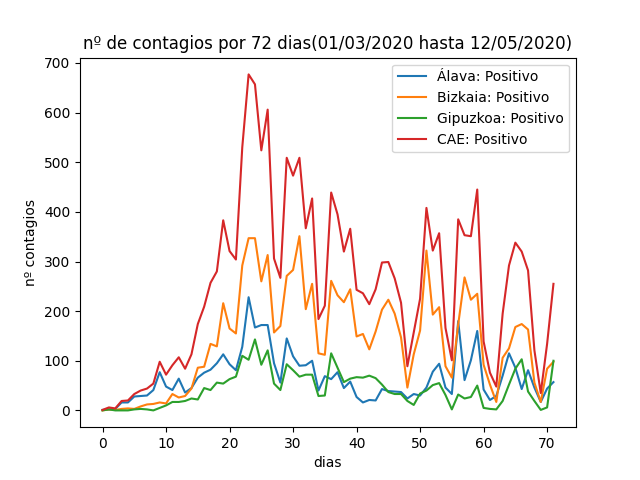 nº de contagios por 72 dias(01/03/2020 hasta 12/05/2020)
700
600
500
400
300
200
100
0
nº contagios
Álava: Positivo
Bizkaia: Positivo
Gipuzkoa: Positivo
CAE: Positivo
0 10 20 30 40 50 60 70
dias